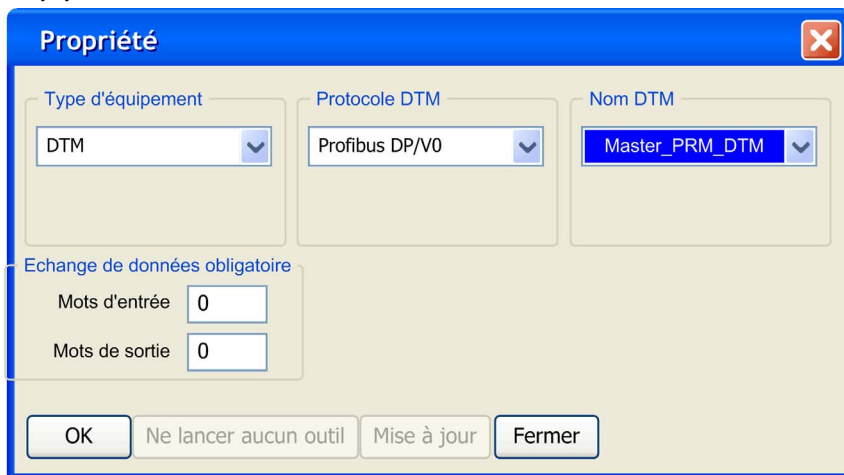 Propriété
Type d'équipement
DTM
Protocole DTM
Profibus DP/V0
Nom DTM
Master_PRM_DTM
Echange de données obligatoire
Mots d'entrée 0
Mots de sortie 0
OK Ne lancer aucun outil Mise à jour Fermer